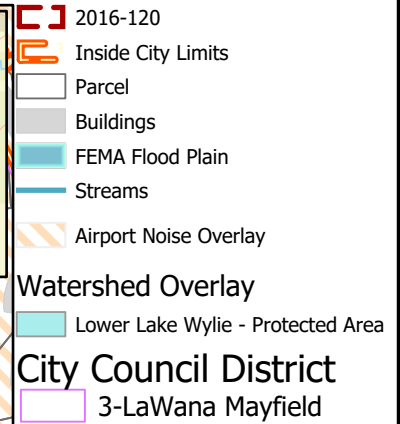 2016-120
Inside City Limits
Parcel
Buildings
FEMA Flood Plain
Streams
Airport Noise Overlay
Watershed Overlay
Lower Lake Wylie - Protected Area
City Council District
3-LaWana Mayfield